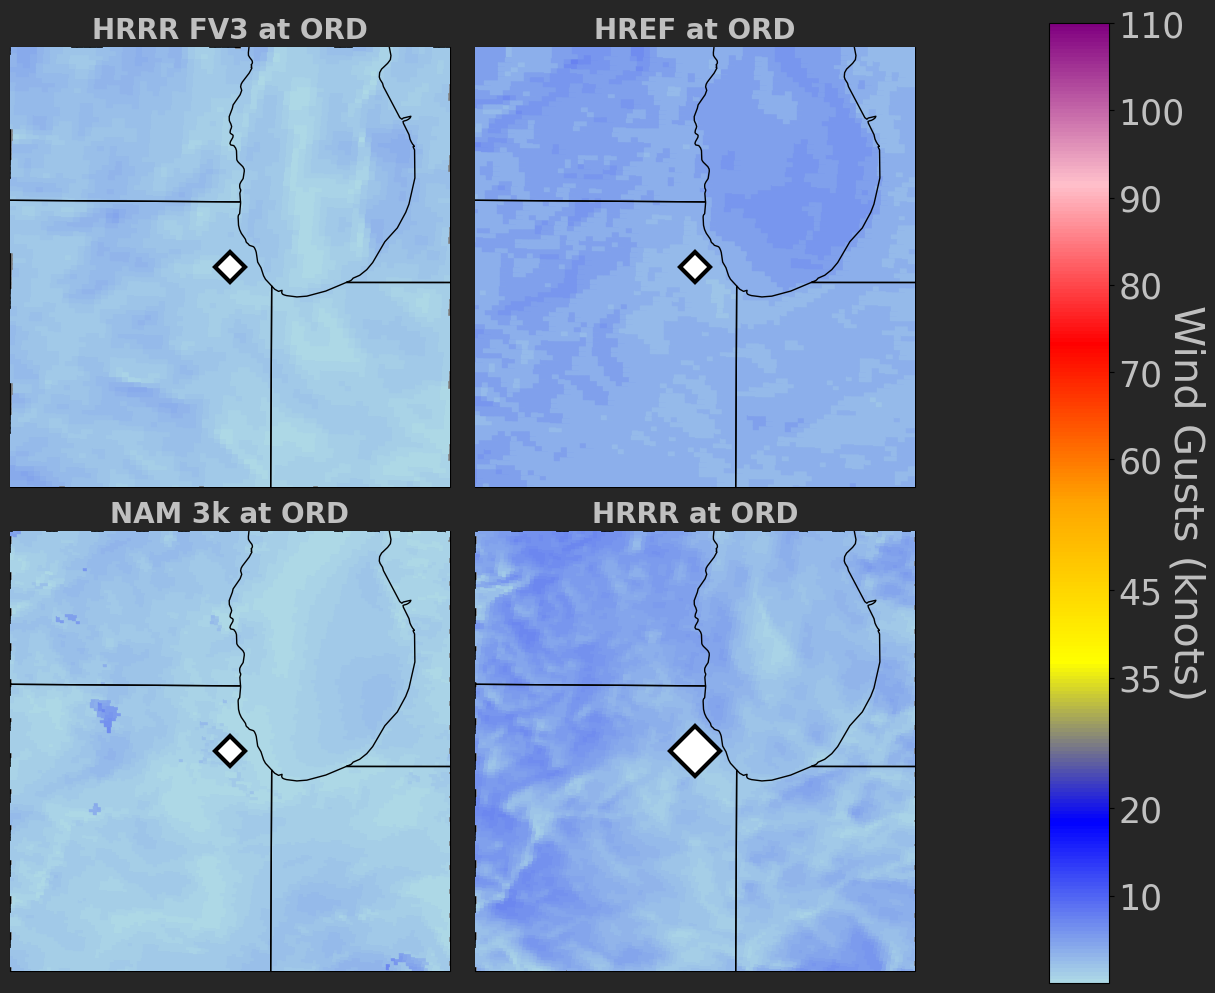 HRRR FV3 at ORD
HREF at ORD
NAM 3k at ORD
HRRR at ORD
110
100
90
80
70
60
45
35
20
10
Wind Gusts (knots)